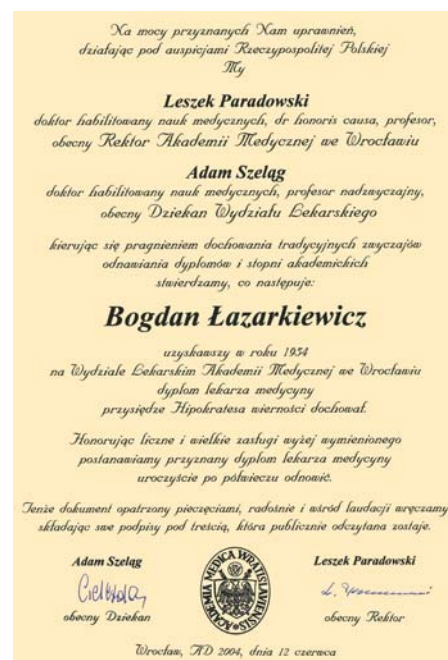 Na mocy przyznanych Nam uprawnień,
działając pod auspicjami Rzeczypospolitej Polskiej
My
Leszek Paradowski
doktor habilitowany nauk medycznych, dr honoris causa, profesor,
obecny Rektor Akademii Medycznej we Wrocławiu
Adam Szeląg
doktor habilitowany nauk medycznych, profesor nadzwyczajny,
obecny Dziekan Wydziału Lekarskiego
kierując się pragnieniem dochowania tradycyjnych zwyczajów
odnawiania dyplomów i stopni akademickich
stwierdzamy, co następuje:
Bogdan Łazarkiewicz
uzyskawszy w roku 1954
na Wydziale Lekarskim Akademii Medycznej we Wrocławiu
dyplom lekarza medycyny
przysiędze Hipokratesa wierności dochował.
Honorując liczne i wielkie zasługi wyżej wymienionego
postanawiamy przyznany dyplom lekarza medycyny
uroczyście po półwieczu odnowić.
Tenże dokument opatrzony pieczęciami, radośnie i wśród laudacji wręczamy
składając swe podpisy pod treścią, która publicznie odczytana zostaje.
Adam Szeląg
obecny Dziekan
ACADEMIA MEDICA WRATISLAVIENSIS
Leszek Paradowski
obecny Rektor
Wrocław, AD 2004, dnia 12 czerwca